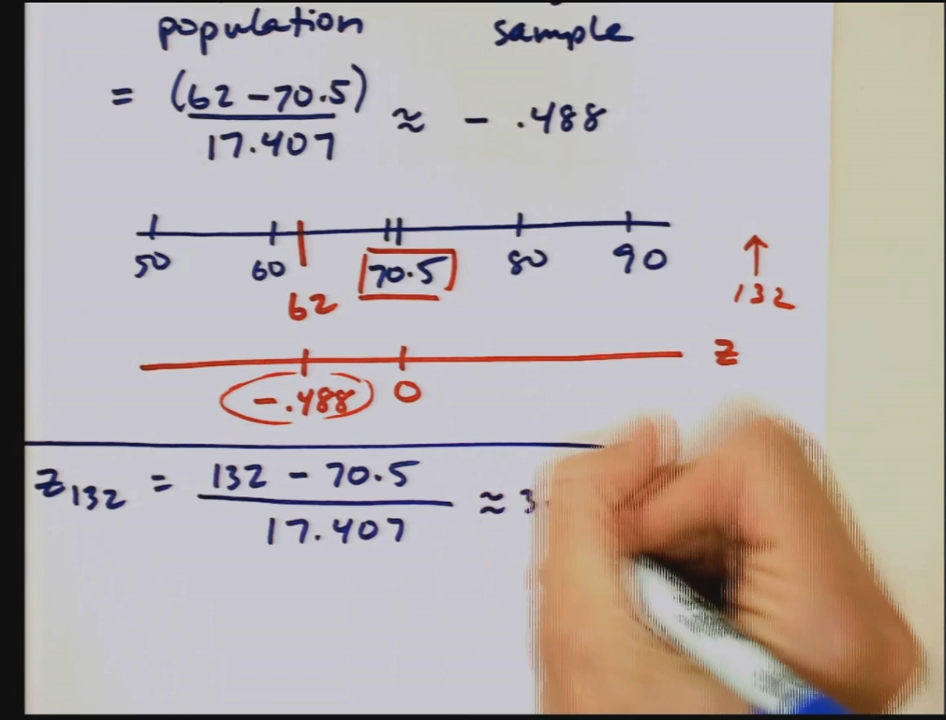 population sample
= (62 - 70.5) / 17.407 ≈ - .488
50 60 70.5 80 90
62 132
z
- .488 0
z132 = 132 - 70.5 / 17.407 ≈ 3